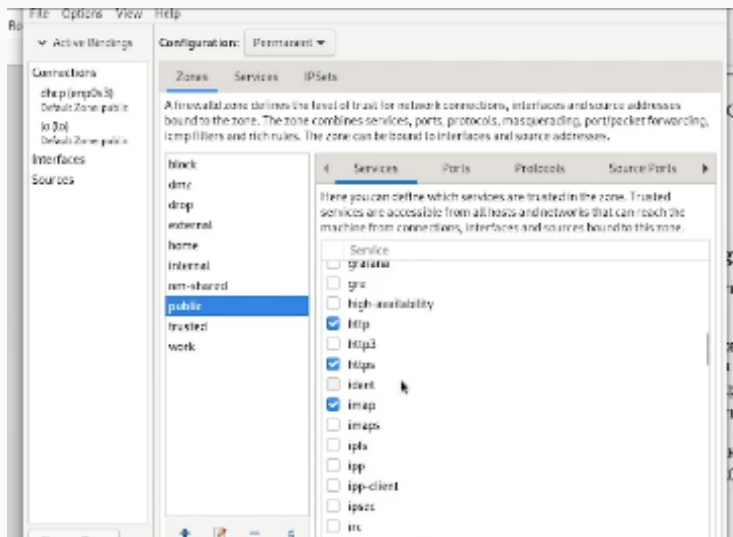 File Options View Help
Active Bindings
Configuration: Permanent
Connections
dhcp (enp0s3)
Default Zone: public
lo (lo)
Default Zone: public
Interfaces
Sources
Zones Services IPSets
A firewalld zone defines the level of trust for network connections, interfaces and source addresses
bound to the zone. The zone combines services, ports, protocols, masquerading, port/packet forwarding,
icmp filters and rich rules. The zone can be bound to interfaces and source addresses.
block
dmz
drop
external
home
internal
nm-shared
public
trusted
work
Services Ports Protocols Source Ports
Here you can define which services are trusted in the zone. Trusted
services are accessible from all hosts and networks that can reach the
machine from connections, interfaces and sources bound to this zone.
Service
grafana
gre
high-availability
http
http3
https
ident
imap
imaps
ipfs
ipp
ipp-client
ipsec
irc